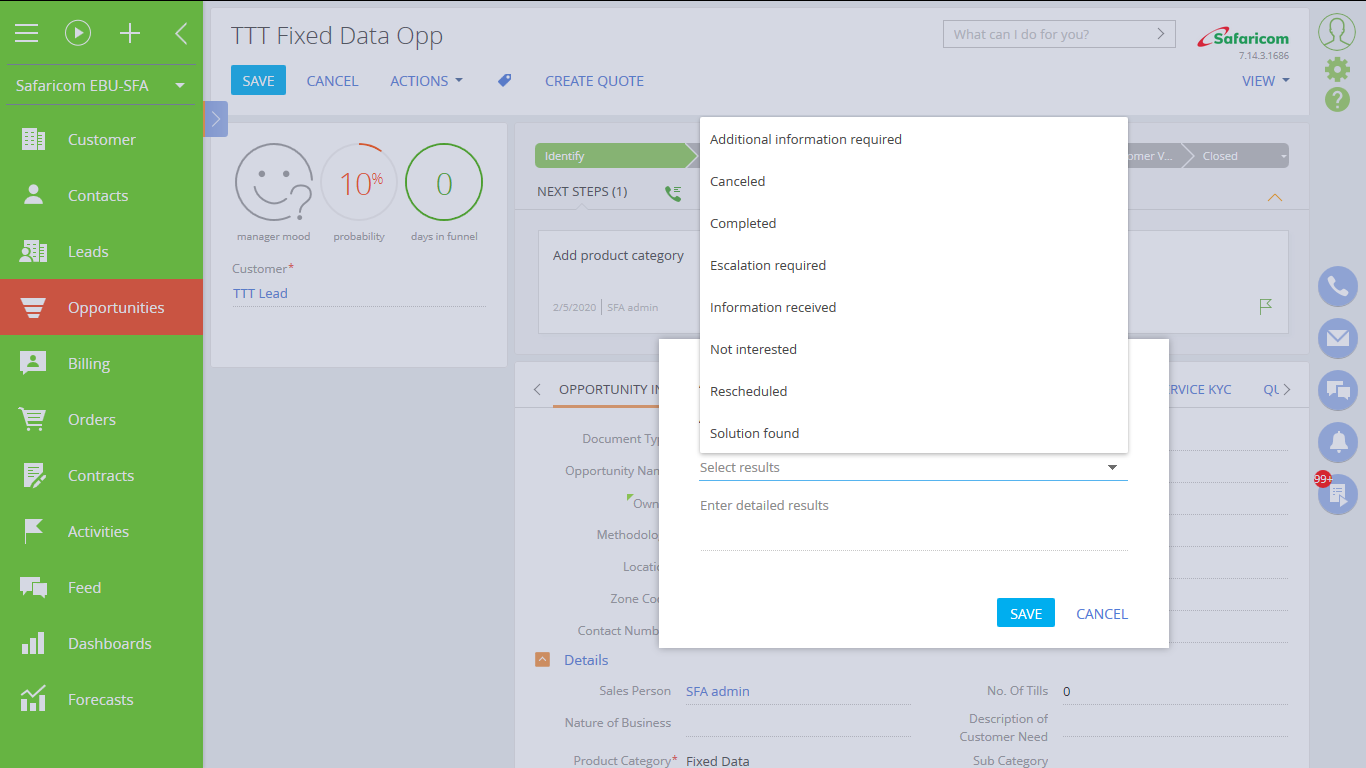 TTT Fixed Data Opp
What can I do for you?
Safaricom
7.14.3.1686
Safaricom EBU-SFA
SAVE
CANCEL
ACTIONS
CREATE QUOTE
VIEW
Customer
Contacts
Leads
Opportunities
Billing
Orders
Contracts
Activities
Feed
Dashboards
Forecasts
10%
0
manager mood
probability
days in funnel
Customer*
TTT Lead
Identify
omer V...
Closed
NEXT STEPS (1)
Add product category
2/5/2020
SFA admin
Additional information required
Canceled
Completed
Escalation required
Information received
Not interested
Rescheduled
Solution found
Select results
Enter detailed results
SAVE
CANCEL
OPPORTUNITY IN
RVICE KYC
QU
Document Typ
Opportunity Nam
Own
Methodolog
Locatio
Zone Co
Contact Numb
Details
Sales Person
SFA admin
No. Of Tills
0
Nature of Business
Description of
Customer Need
Product Category*
Fixed Data
Sub Category
99+